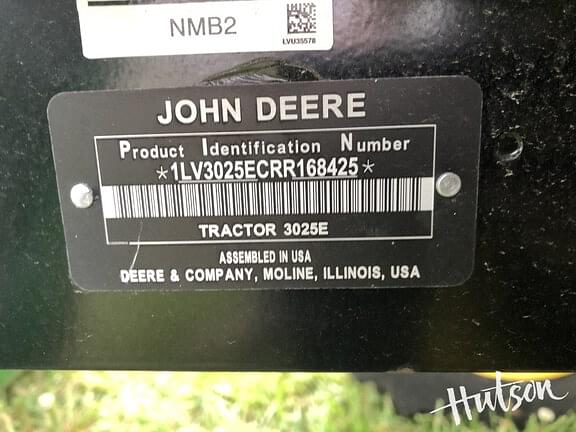 NMB2
LVU35578
JOHN DEERE
Product Identification Number
*1LV3025ECRR168425*
TRACTOR 3025E
ASSEMBLED IN USA
DEERE & COMPANY, MOLINE, ILLINOIS, USA
Hutson